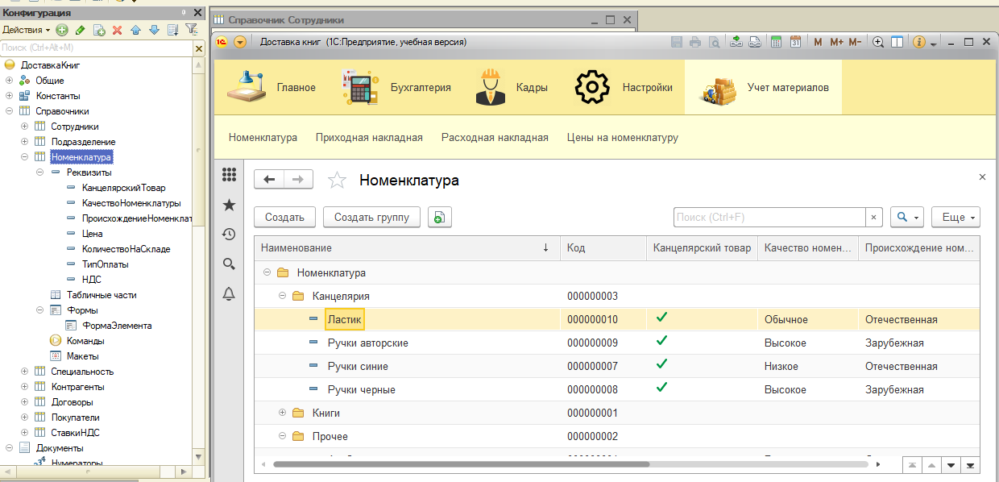 Конфигурация
Действия
Поиск (Ctrl+Alt+M)
ДоставкаКниг
Общие
Константы
Справочники
Сотрудники
Подразделение
Номенклатура
Реквизиты
КанцелярскийТовар
КачествоНоменклатуры
ПроисхождениеНоменклат
Цена
КоличествоНаСкладе
ТипОплаты
НДС
Табличные части
Формы
ФормаЭлемента
Команды
Макеты
Специальность
Контрагенты
Договоры
Покупатели
СтавкиНДС
Документы
Нумераторы
Справочник Сотрудники
1С Доставка книг (1С:Предприятие, учебная версия) 31 M M+ M-
Главное Бухгалтерия Кадры Настройки Учет материалов
Номенклатура Приходная накладная Расходная накладная Цены на номенклатуру
Номенклатура
Создать Создать группу Поиск (Ctrl+F) × Еще
Наименование ↓ Код Канцелярский товар Качество номен... Происхождение ном...
Номенклатура
Канцелярия 000000003
Ластик 000000010 Обычное Отечественная
Ручки авторские 000000009 Высокое Зарубежная
Ручки синие 000000007 Низкое Отечественная
Ручки черные 000000008 Высокое Зарубежная
Книги 000000001
Прочее 000000002